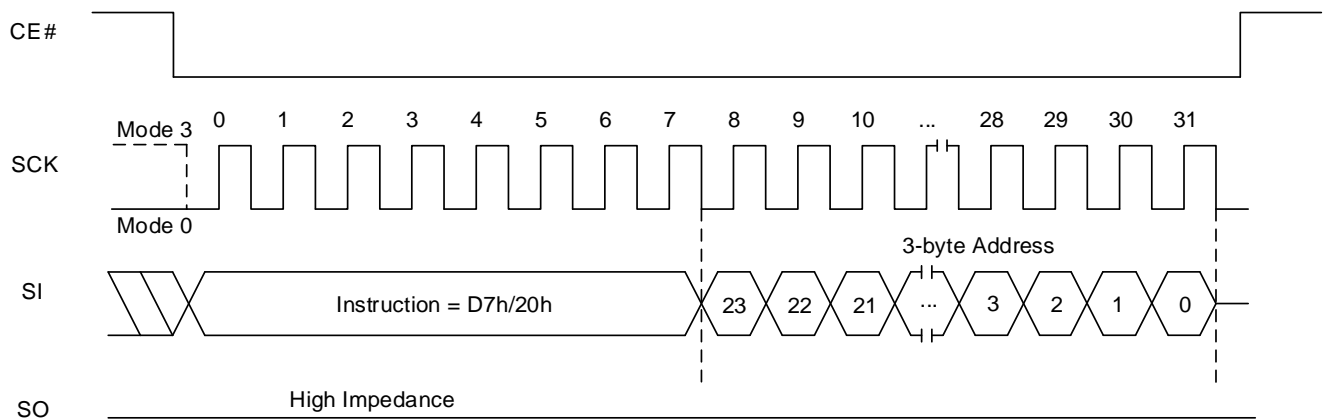 CE#
0 1 2 3 4 5 6 7 8 9 10 ... 28 29 30 31
Mode 3
SCK
Mode 0
3-byte Address
SI
Instruction = D7h/20h 23 22 21 ... 3 2 1 0
High Impedance
SO